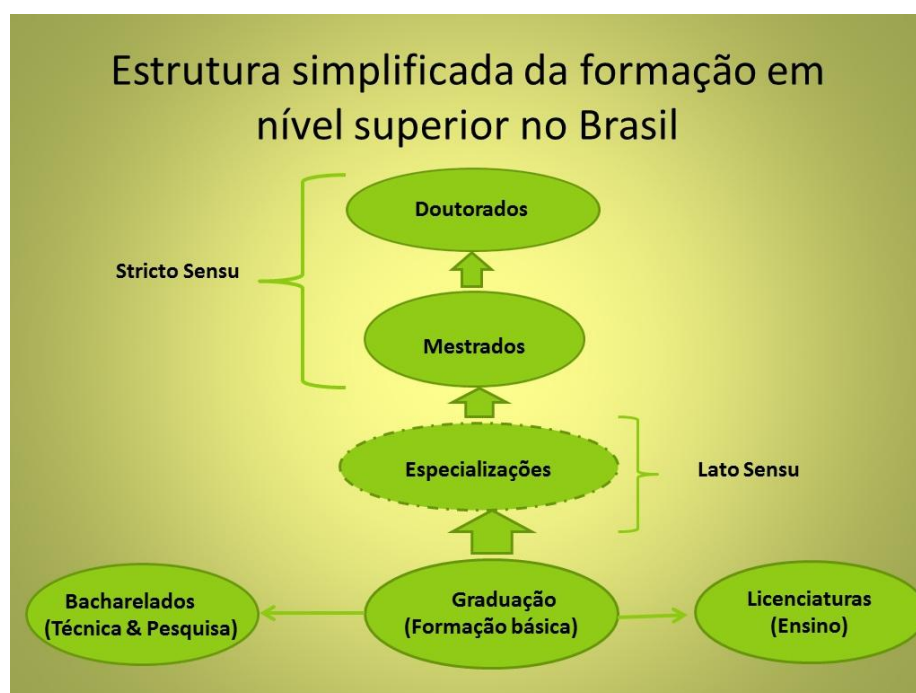 Estrutura simplificada da formação em
nível superior no Brasil
Doutorados
Stricto Sensu
Mestrados
Especializações
Lato Sensu
Bacharelados
(Técnica & Pesquisa)
Graduação
(Formação básica)
Licenciaturas
(Ensino)